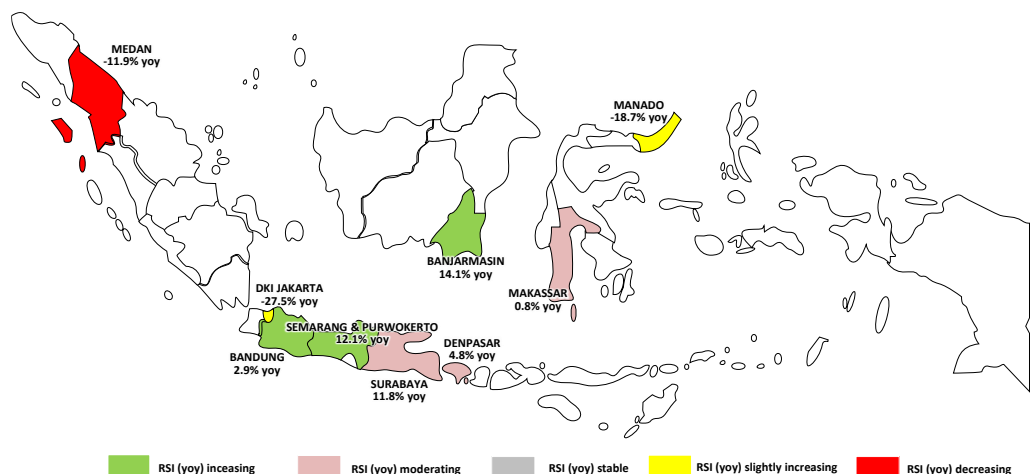 MEDAN
-11.9% yoy
MANADO
-18.7% yoy
BANJARMASIN
14.1% yoy
DKI JAKARTA
-27.5% yoy
MAKASSAR
0.8% yoy
SEMARANG & PURWOKERTO
12.1% yoy
DENPASAR
4.8% yoy
BANDUNG
2.9% yoy
SURABAYA
11.8% yoy
RSI (yoy) inceasing
RSI (yoy) moderating
RSI (yoy) stable
RSI (yoy) slightly increasing
RSI (yoy) decreasing